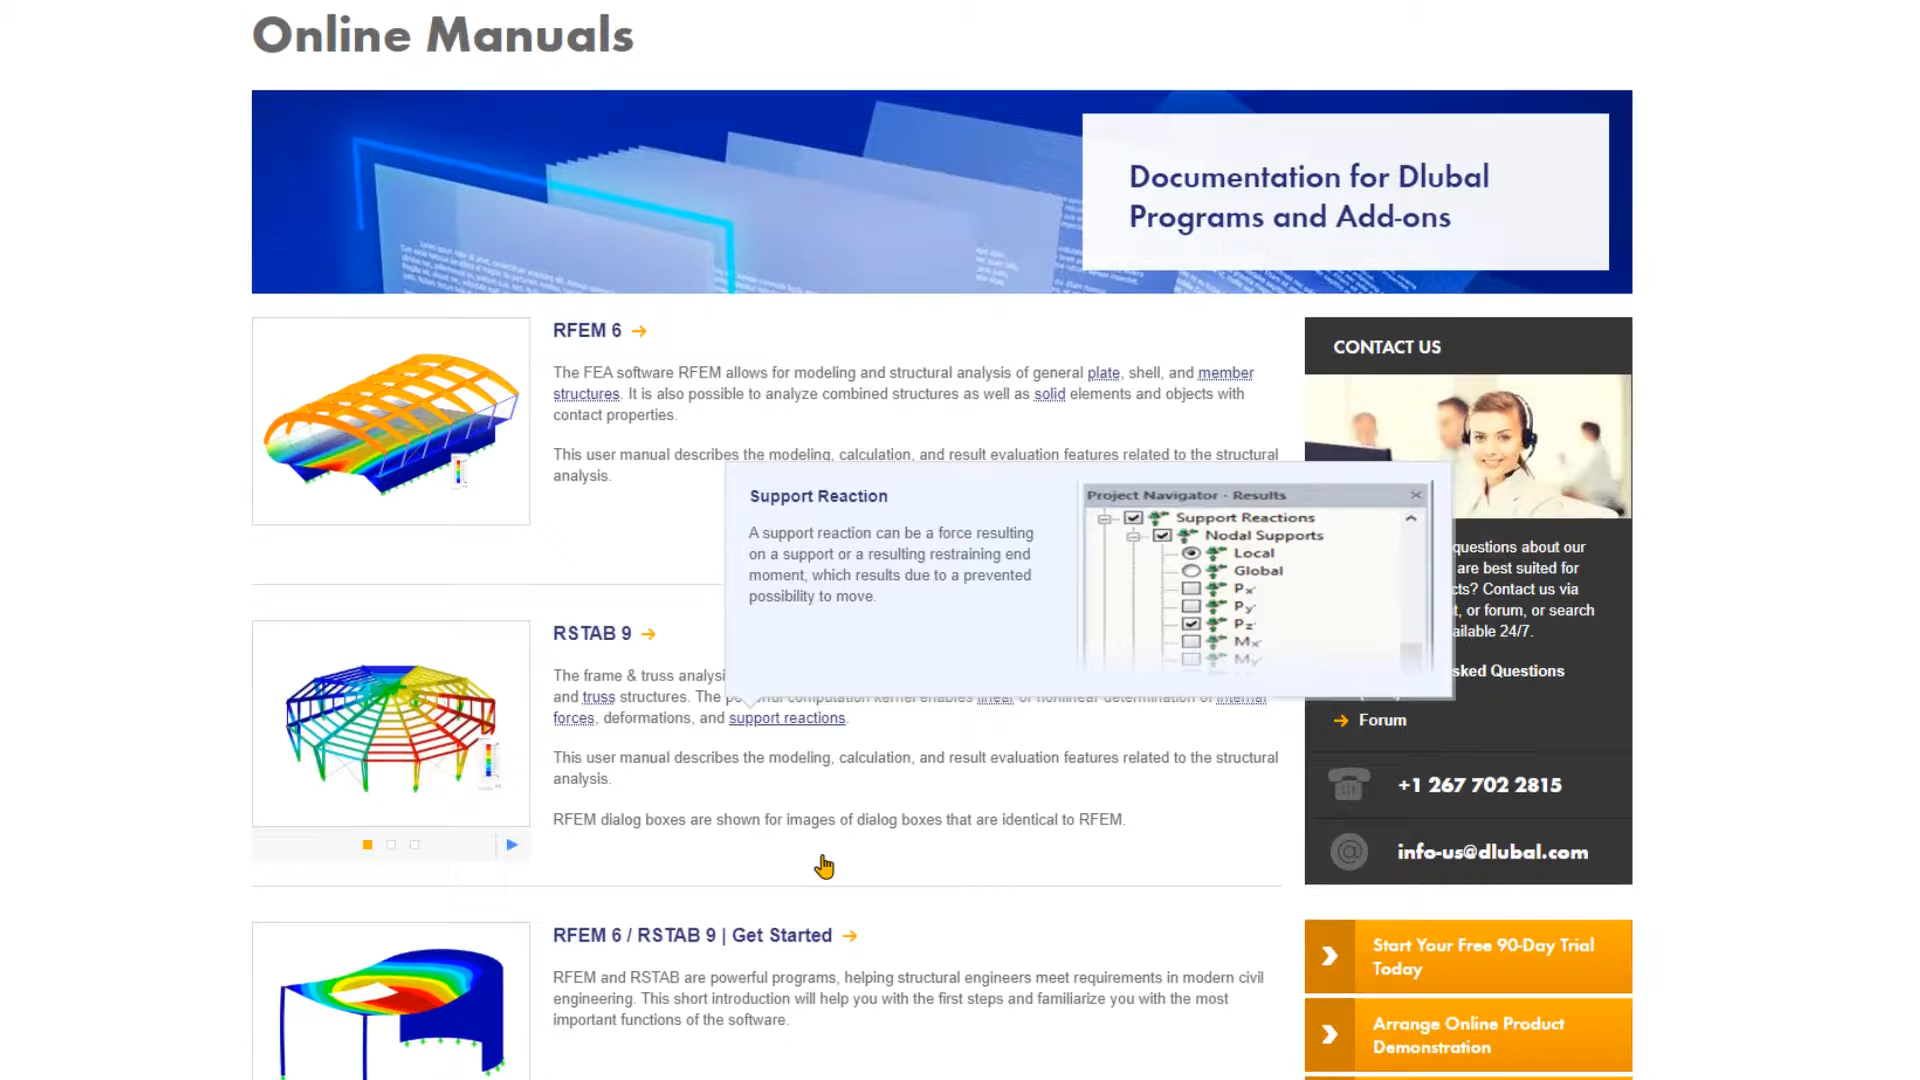 Online Manuals
Documentation for Dlubal
Programs and Add-ons
RFEM 6
The FEA software RFEM allows for modeling and structural analysis of general plate, shell, and member
structures. It is also possible to analyze combined structures as well as solid elements and objects with
contact properties.
This user manual describes the modeling, calculation, and result evaluation features related to the structural
analysis.
Support Reaction
A support reaction can be a force resulting
on a support or a resulting restraining end
moment, which results due to a prevented
possibility to move.
Project Navigator - Results
Support Reactions
Nodal Supports
Local
Global
Px'
Py'
Pz'
Mx'
My'
RSTAB 9
The frame & truss analysi
and truss structures. The powerful computation kernel enables linear or nonlinear determination of internal
forces, deformations, and support reactions.
This user manual describes the modeling, calculation, and result evaluation features related to the structural
analysis.
RFEM dialog boxes are shown for images of dialog boxes that are identical to RFEM.
RFEM 6 / RSTAB 9 | Get Started
RFEM and RSTAB are powerful programs, helping structural engineers meet requirements in modern civil
engineering. This short introduction will help you with the first steps and familiarize you with the most
important functions of the software.
CONTACT US
questions about our
are best suited for
cts? Contact us via
t, or forum, or search
ailable 24/7.
sked Questions
Forum
+1 267 702 2815
info-us@dlubal.com
Start Your Free 90-Day Trial
Today
Arrange Online Product
Demonstration